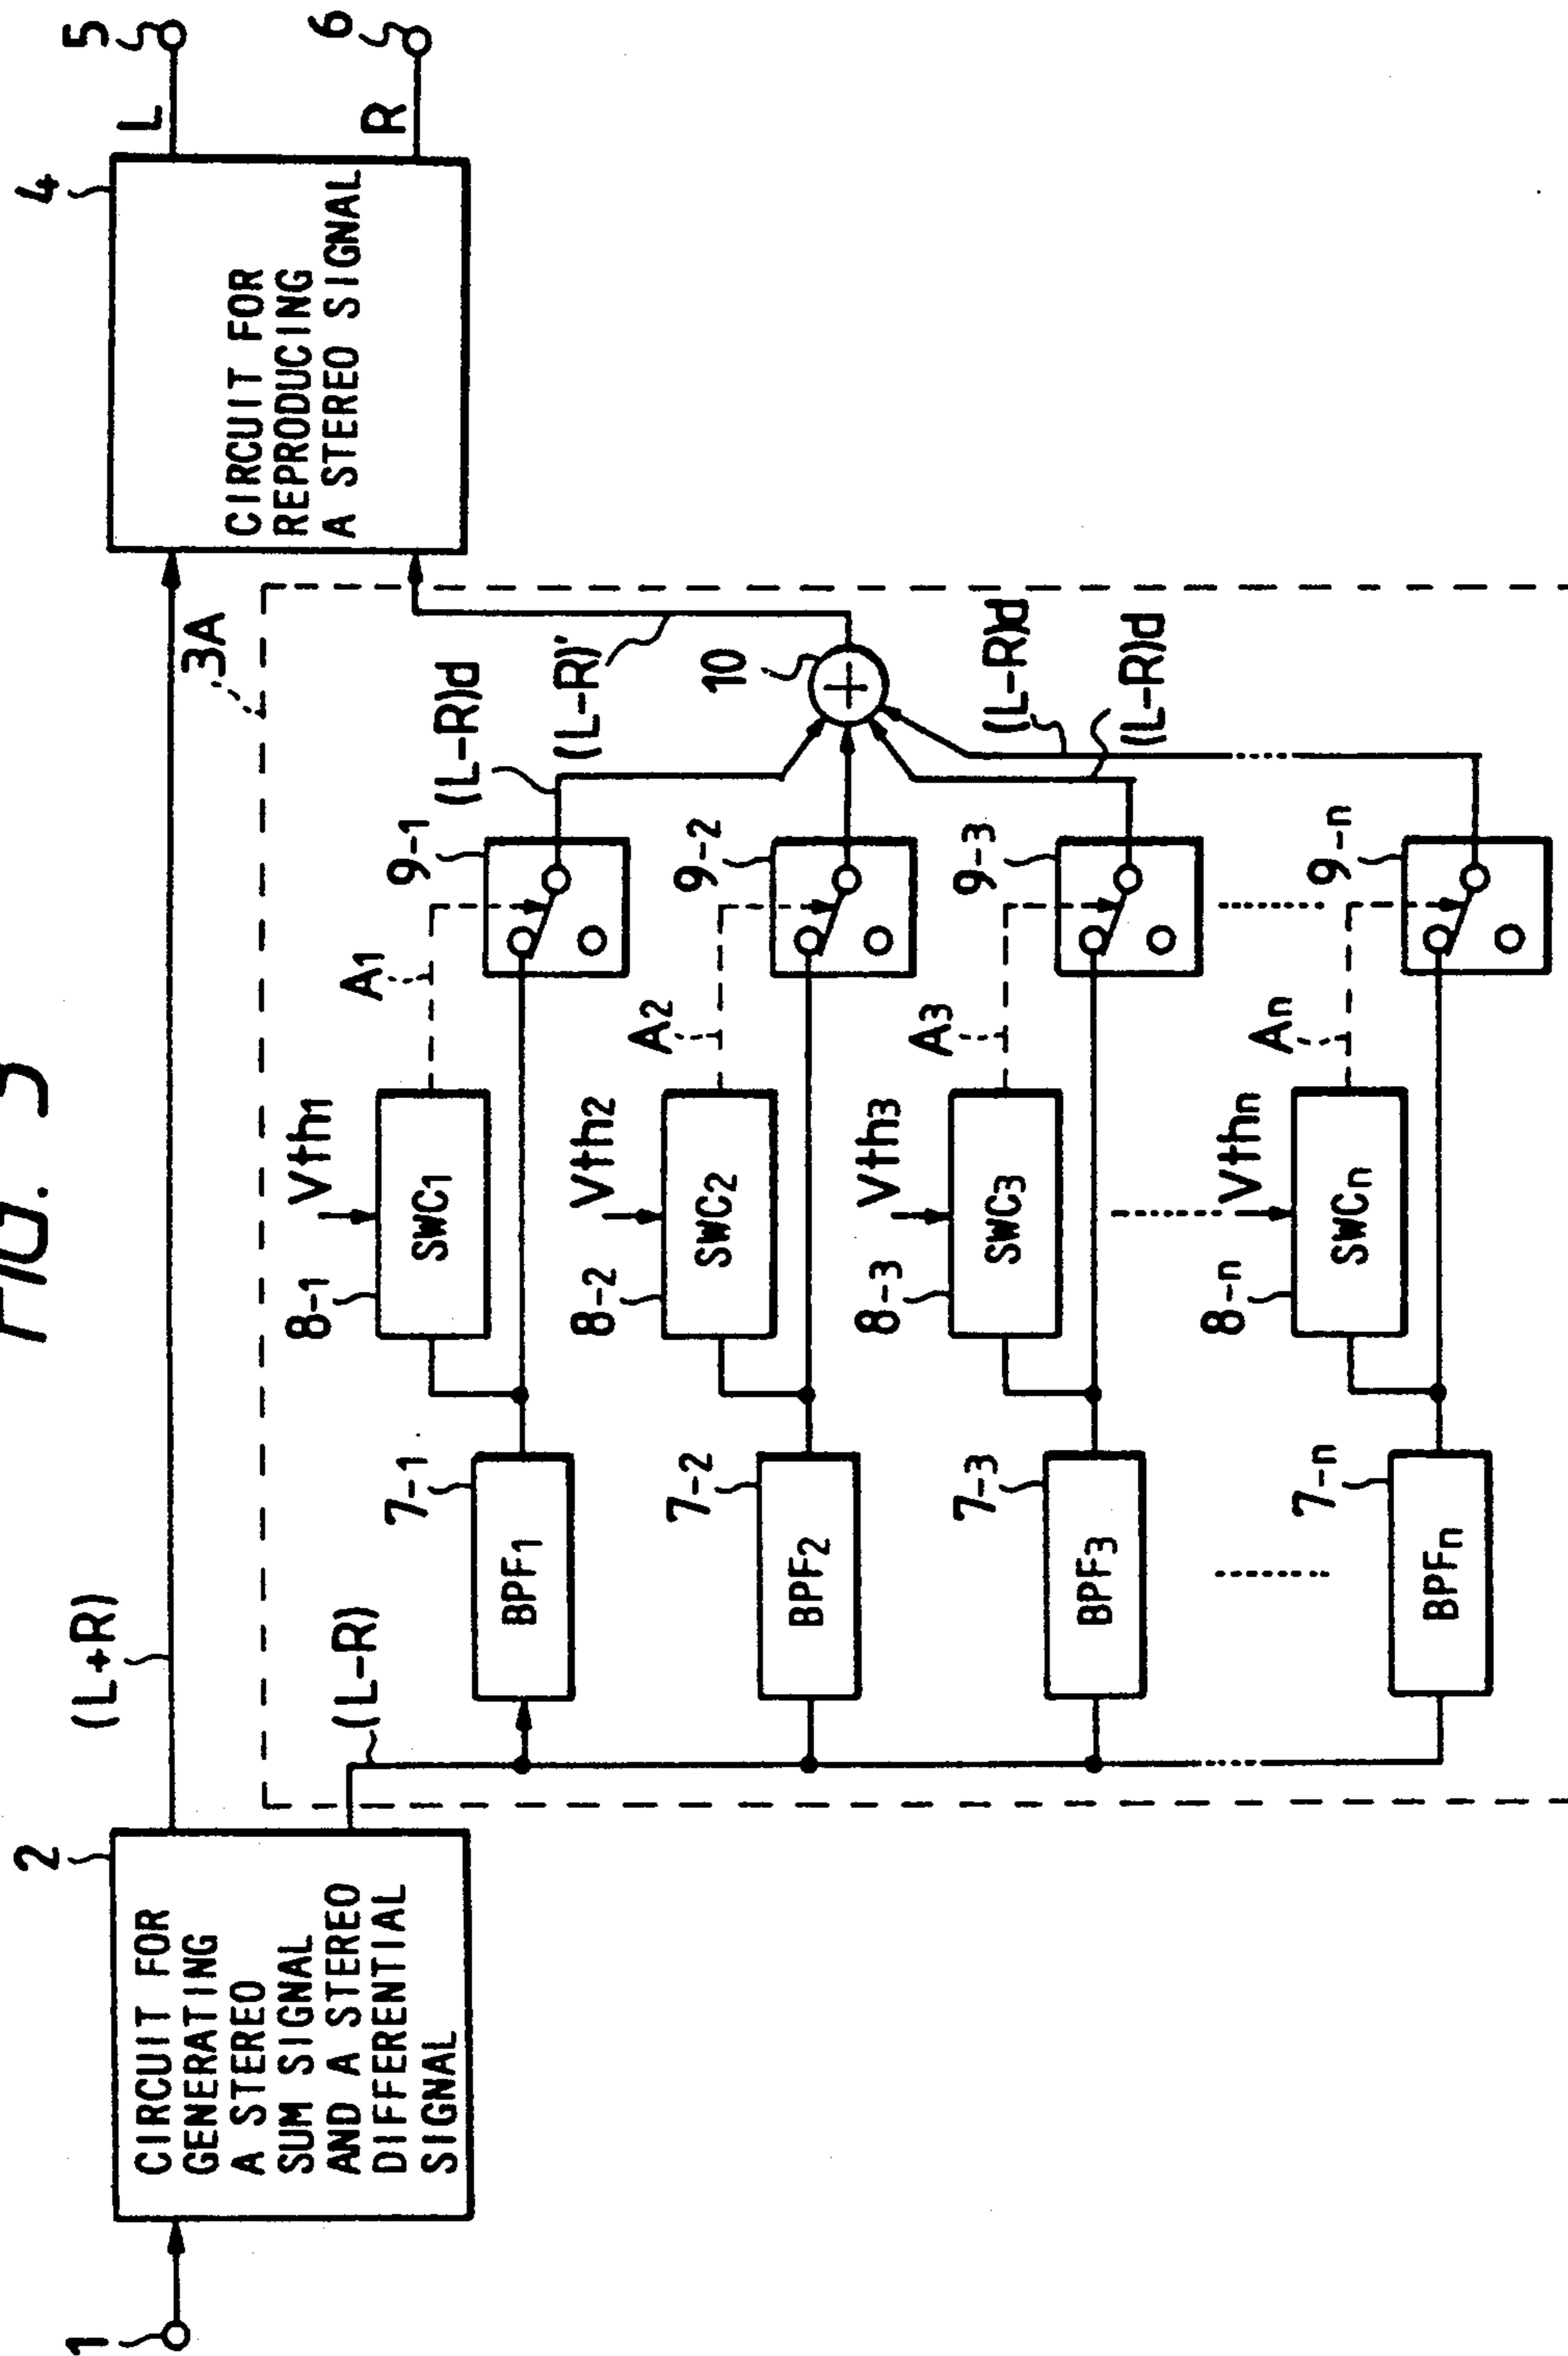 FIG. 3
1
2
CIRCUIT FOR
GENERATING
A STEREO
SUM SIGNAL
AND A STEREO
DIFFERENTIAL
SIGNAL
(L+R)
(L-R)
3A
4
CIRCUIT FOR
REPRODUCING
A STEREO SIGNAL
L
5
R
6
7-1
BPF1
8-1
Vth1
SWC1
A1
9-1
(L-R)d
(L-R)'
10
7-2
BPF2
8-2
Vth2
SWC2
A2
9-2
7-3
BPF3
8-3
Vth3
SWC3
A3
9-3
(L-R)d
(L-R)d
7-n
BPFn
8-n
Vthn
SWCn
An
9-n